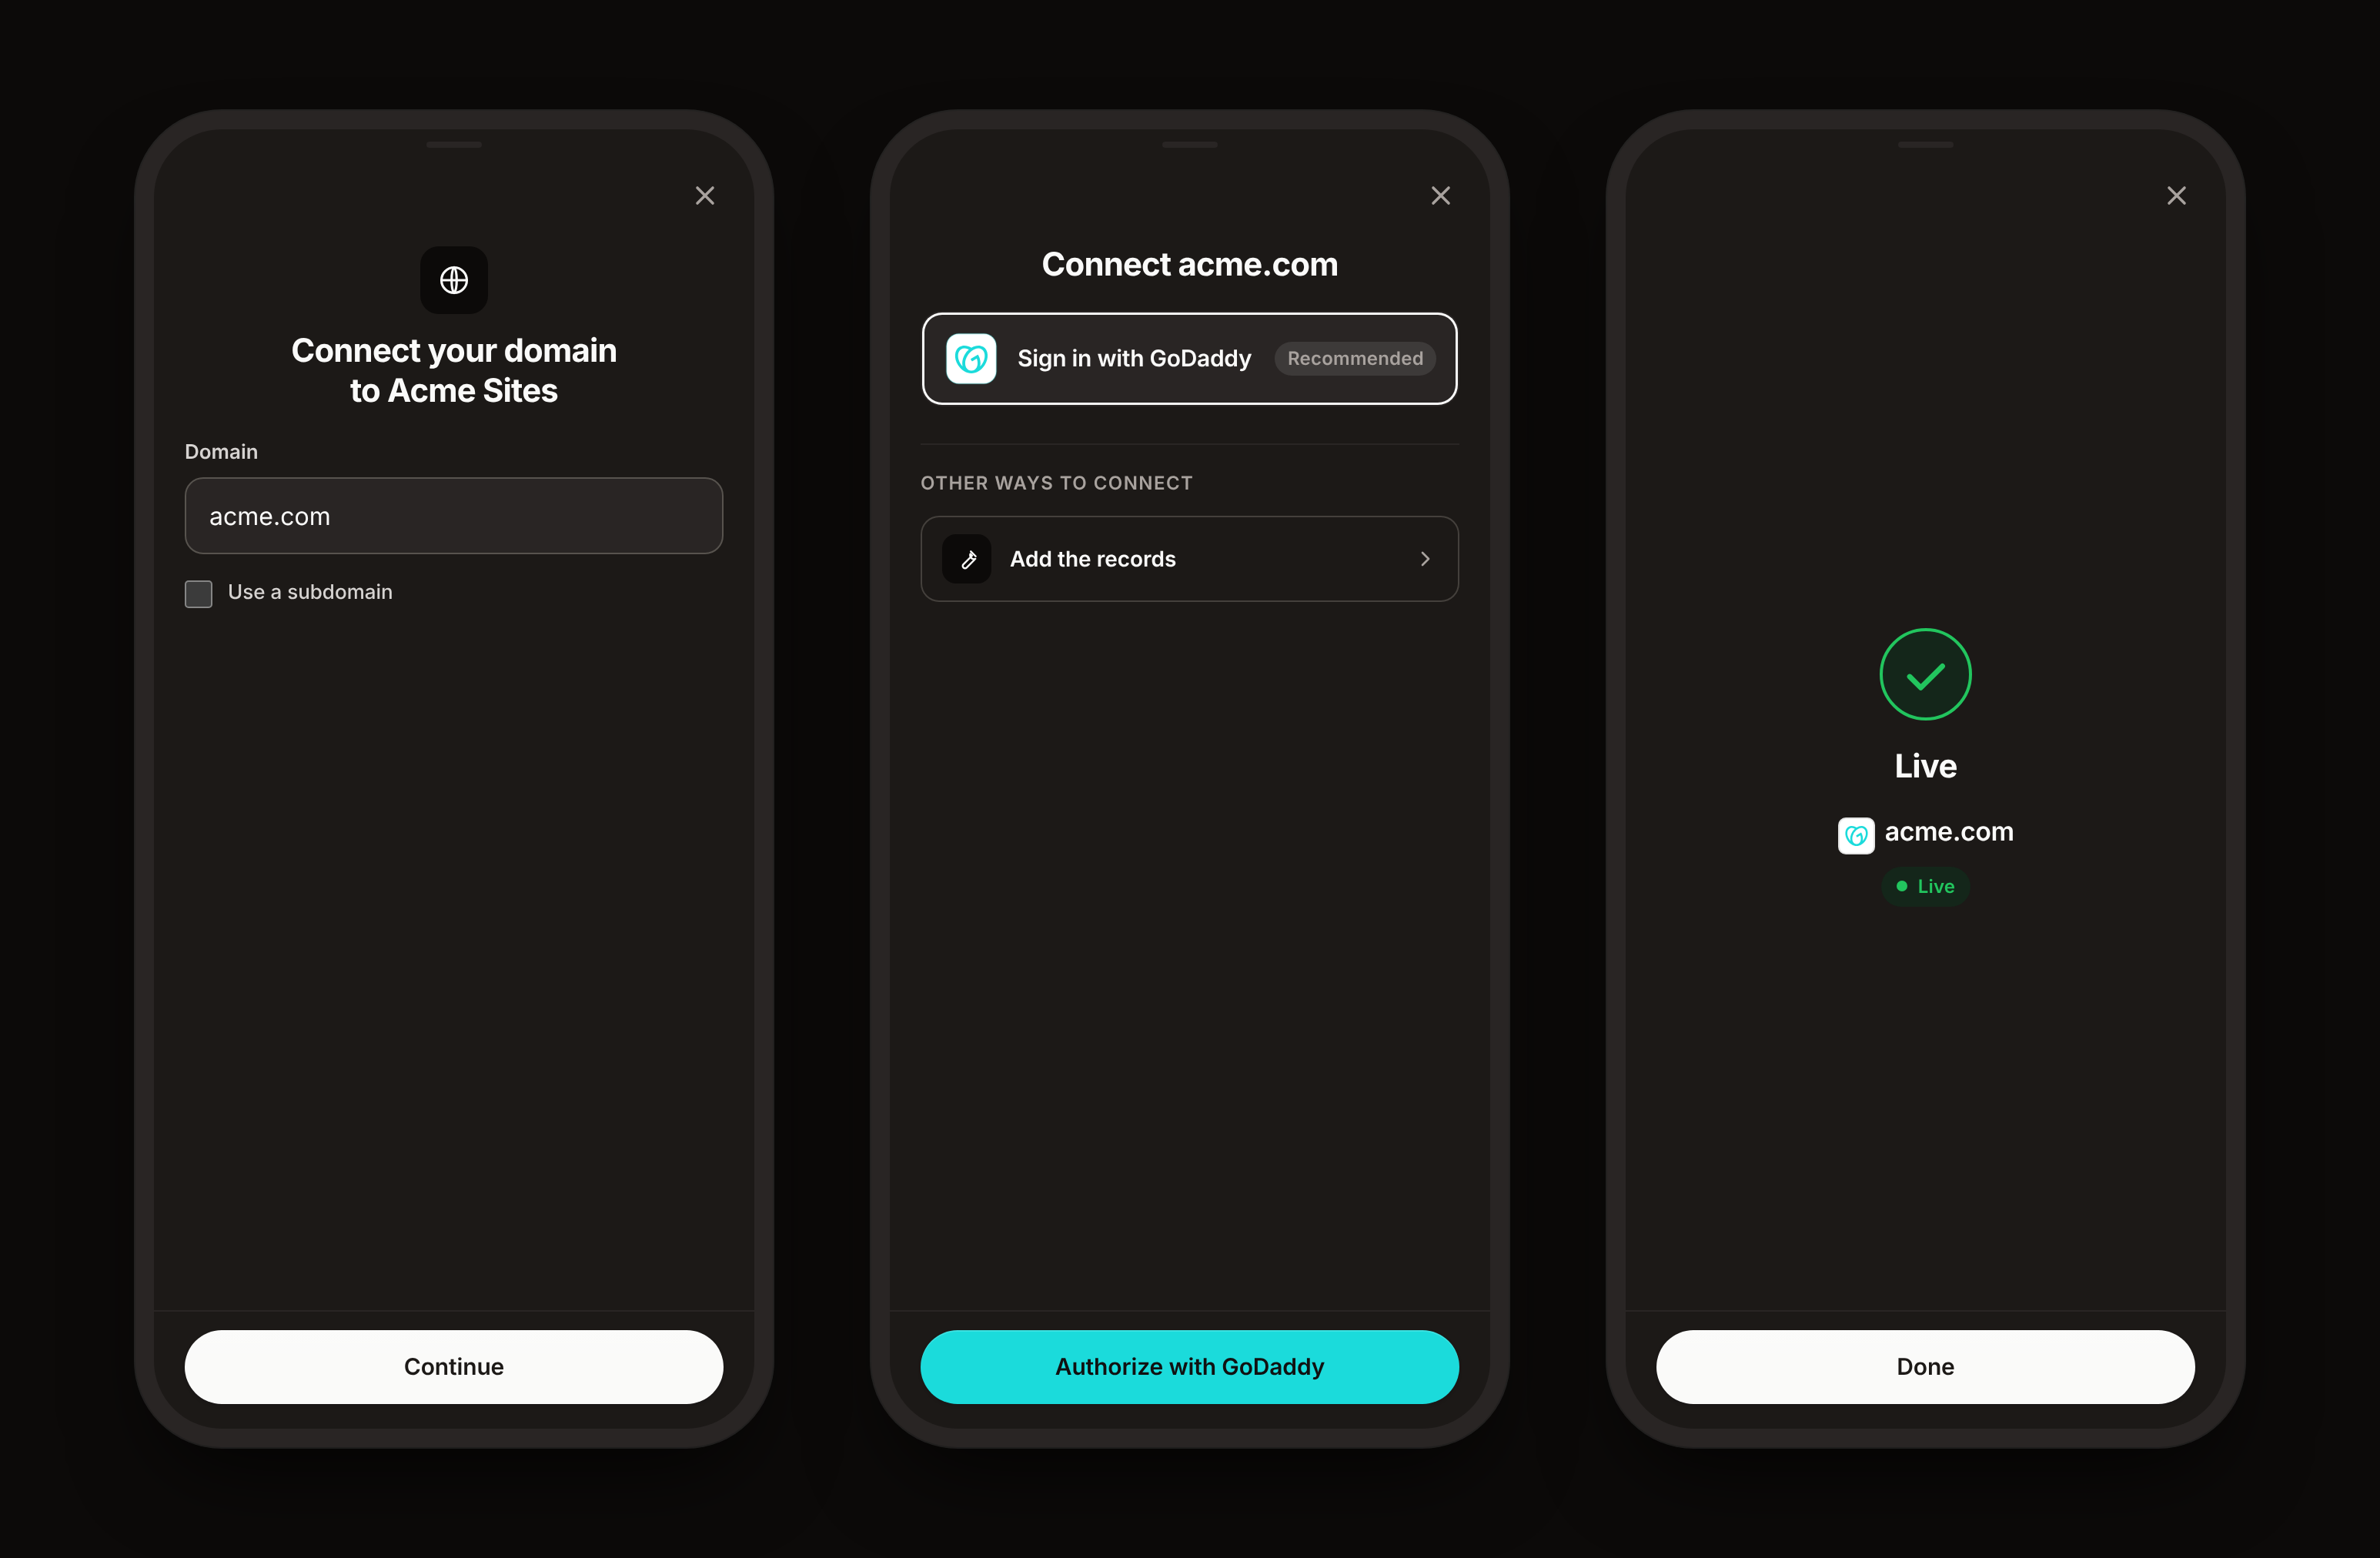 Connect your domain
to Acme Sites
Domain
acme.com
Use a subdomain
Continue
Connect acme.com
Sign in with GoDaddy
Recommended
OTHER WAYS TO CONNECT
Add the records
Authorize with GoDaddy
Live
acme.com
Live
Done